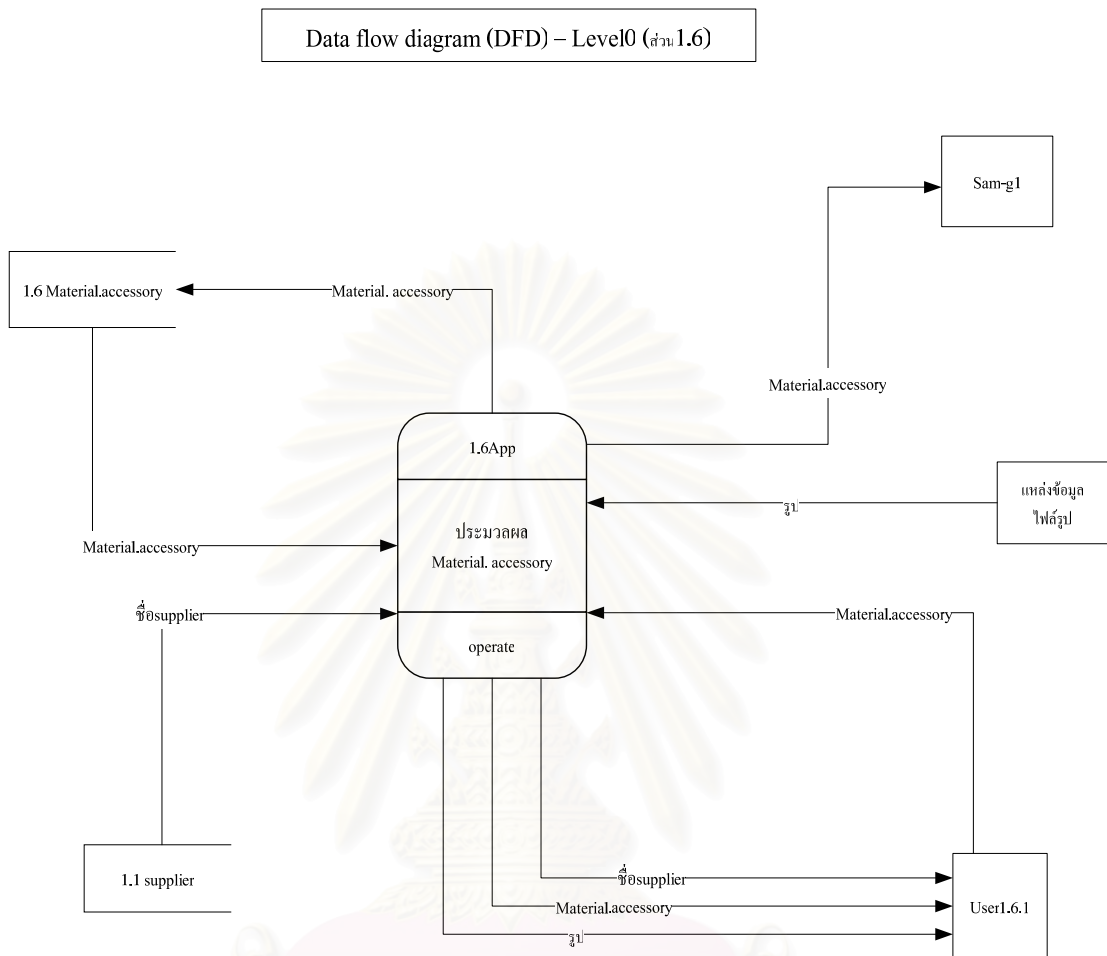 Data flow diagram (DFD) – Level0 (ส่วน1.6)
Sam-g1
1.6 Material.accessory
Material. accessory
Material.accessory
1.6App
แหล่งข้อมูล
ไฟล์รูป
รูป
ประมวลผล
Material. accessory
Material.accessory
ชื่อsupplier
Material.accessory
operate
1.1 supplier
ชื่อsupplier
Material.accessory
รูป
User1.6.1